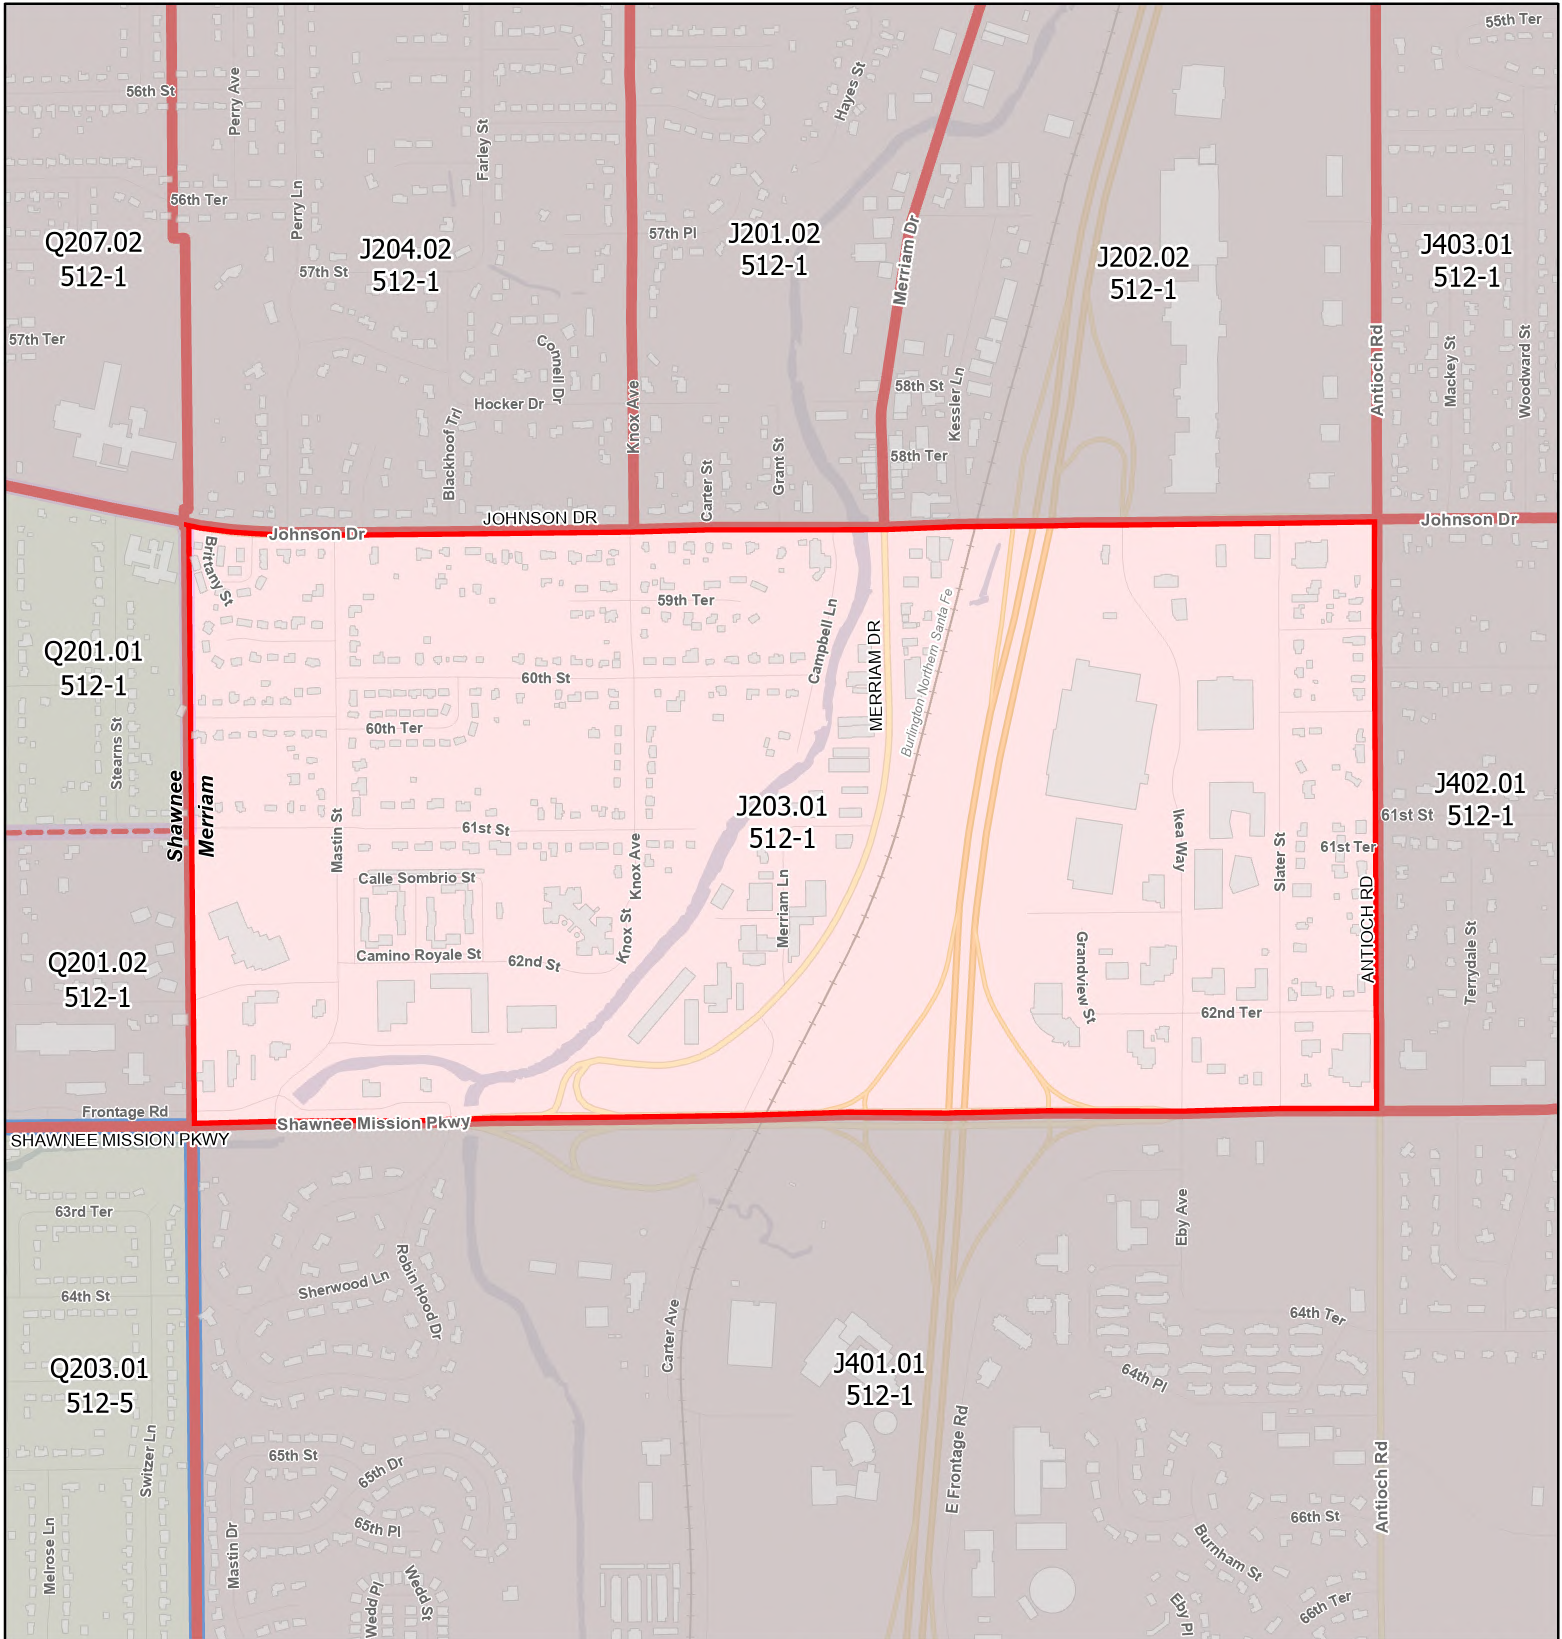 55th Ter
56th St
Perry Ave
Farley St
Hayes St
56th Ter
Perry Ln
Q207.02
512-1
J204.02
512-1
57th St
57th Pl
J201.02
512-1
Merriam Dr
J202.02
512-1
J403.01
512-1
57th Ter
Connell Dr
Hocker Dr
Blackhoof Trl
Knox Ave
Carter St
Grant St
58th St
Kessler Ln
58th Ter
Antioch Rd
Mackey St
Woodward St
Johnson Dr
JOHNSON DR
Johnson Dr
Brittany St
59th Ter
Campbell Ln
MERRIAM DR
Burlington Northern Santa Fe
Q201.01
512-1
60th St
60th Ter
Stearns St
Shawnee
Merriam
Mastin St
61st St
Knox Ave
J203.01
512-1
Ikea Way
Slater St
61st Ter
61st St
J402.01
512-1
Calle Sombrio St
Knox St
Merriam Ln
ANTIOCH RD
Camino Royale St
62nd St
Grandview St
62nd Ter
Terrydale St
Q201.02
512-1
Frontage Rd
Shawnee Mission Pkwy
SHAWNEE MISSION PKWY
63rd Ter
Sherwood Ln
Robin Hood Dr
Eby Ave
64th St
Carter Ave
64th Ter
Q203.01
512-5
J401.01
512-1
64th Pl
Switzer Ln
65th St
65th Dr
E Frontage Rd
Antioch Rd
65th Pl
66th St
Melrose Ln
Mastin Dr
Wedd Pl
Wedd St
Burnham St
66th Ter
Eby Pl